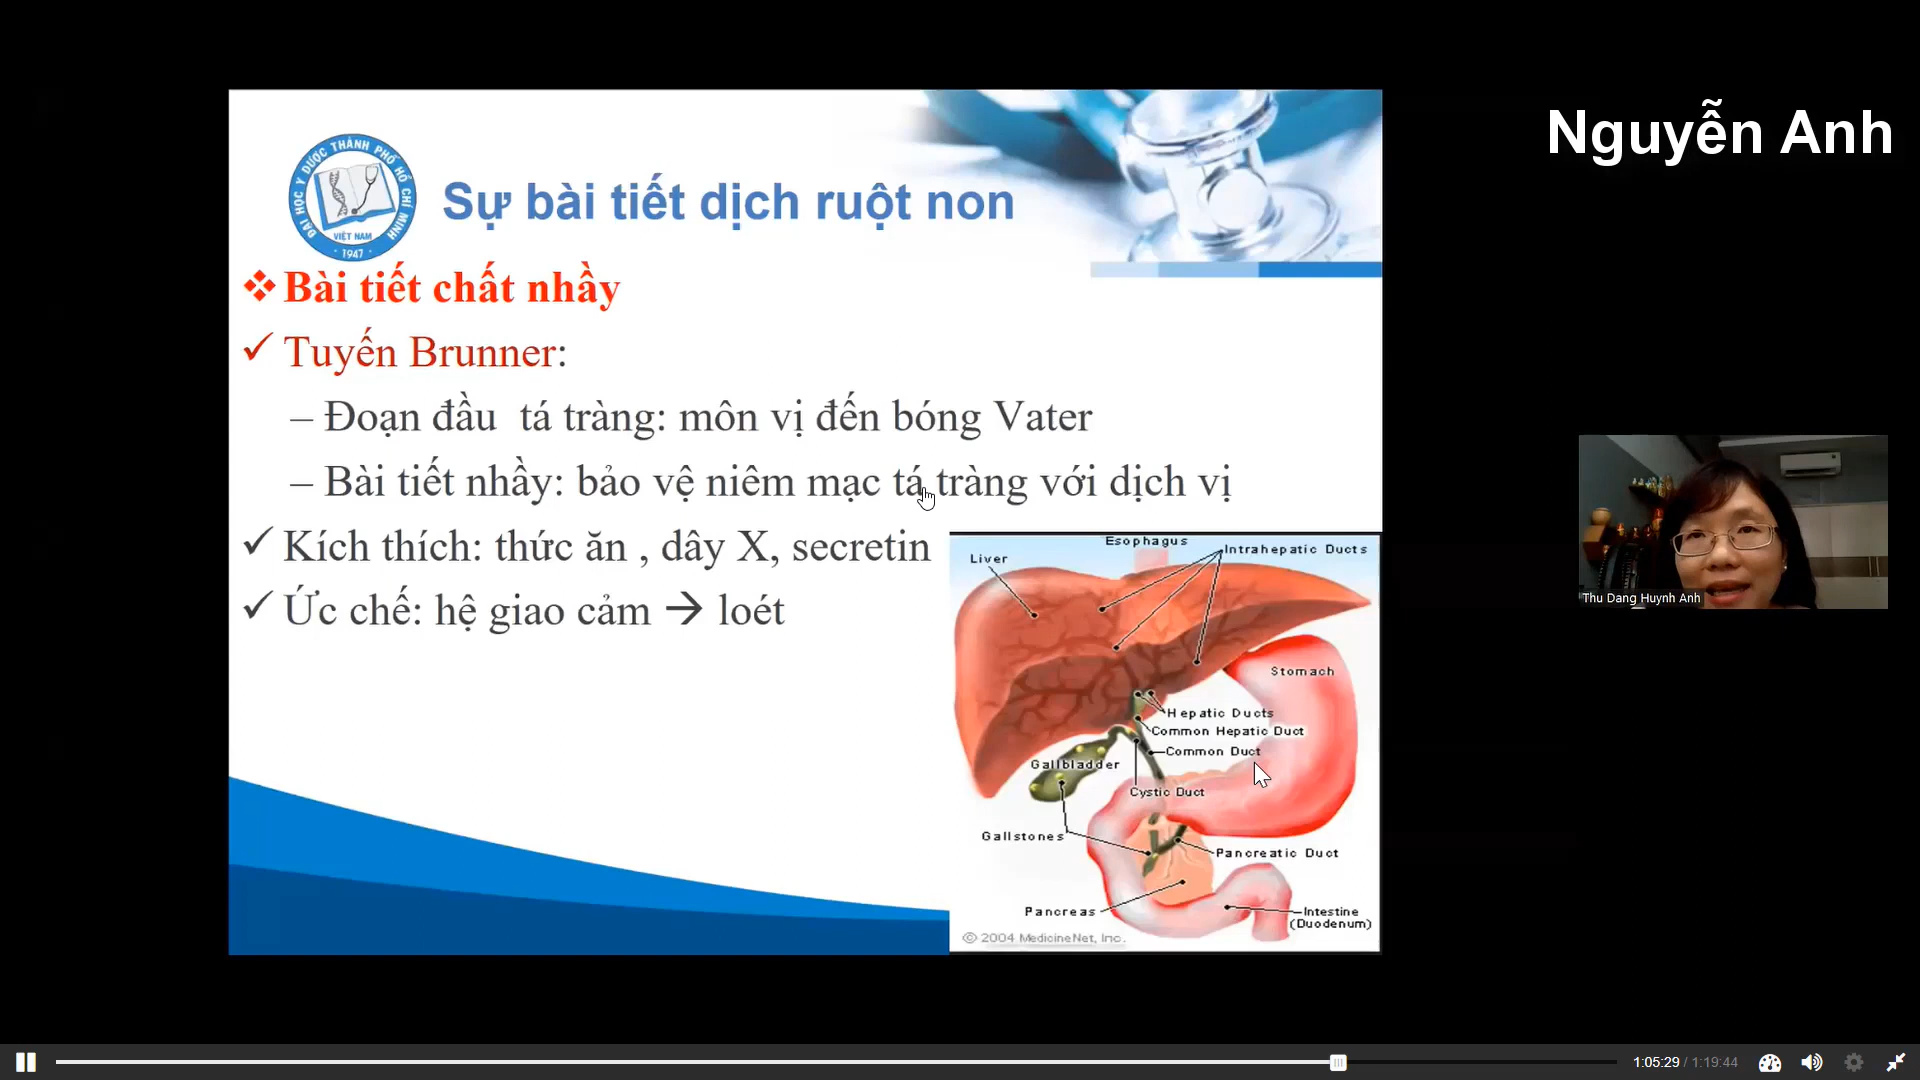 Nguyễn Anh
ĐẠI HỌC Y DƯỢC THÀNH PHỐ HỒ CHÍ MINH
VIỆT NAM
1947
Sự bài tiết dịch ruột non
Bài tiết chất nhầy
Tuyến Brunner:
– Đoạn đầu tá tràng: môn vị đến bóng Vater
– Bài tiết nhầy: bảo vệ niêm mạc tá tràng với dịch vị
Kích thích: thức ăn , dây X, secretin
Ức chế: hệ giao cảm → loét
Esophagus
Liver
Intrahepatic Ducts
Stomach
Hepatic Ducts
Common Hepatic Duct
Common Duct
Gallbladder
Cystic Duct
Gallstones
Pancreatic Duct
Pancreas
Intestine
(Duodenum)
© 2004 MedicineNet, Inc.
Thu Dang Huynh Anh
1:05:29 / 1:19:44